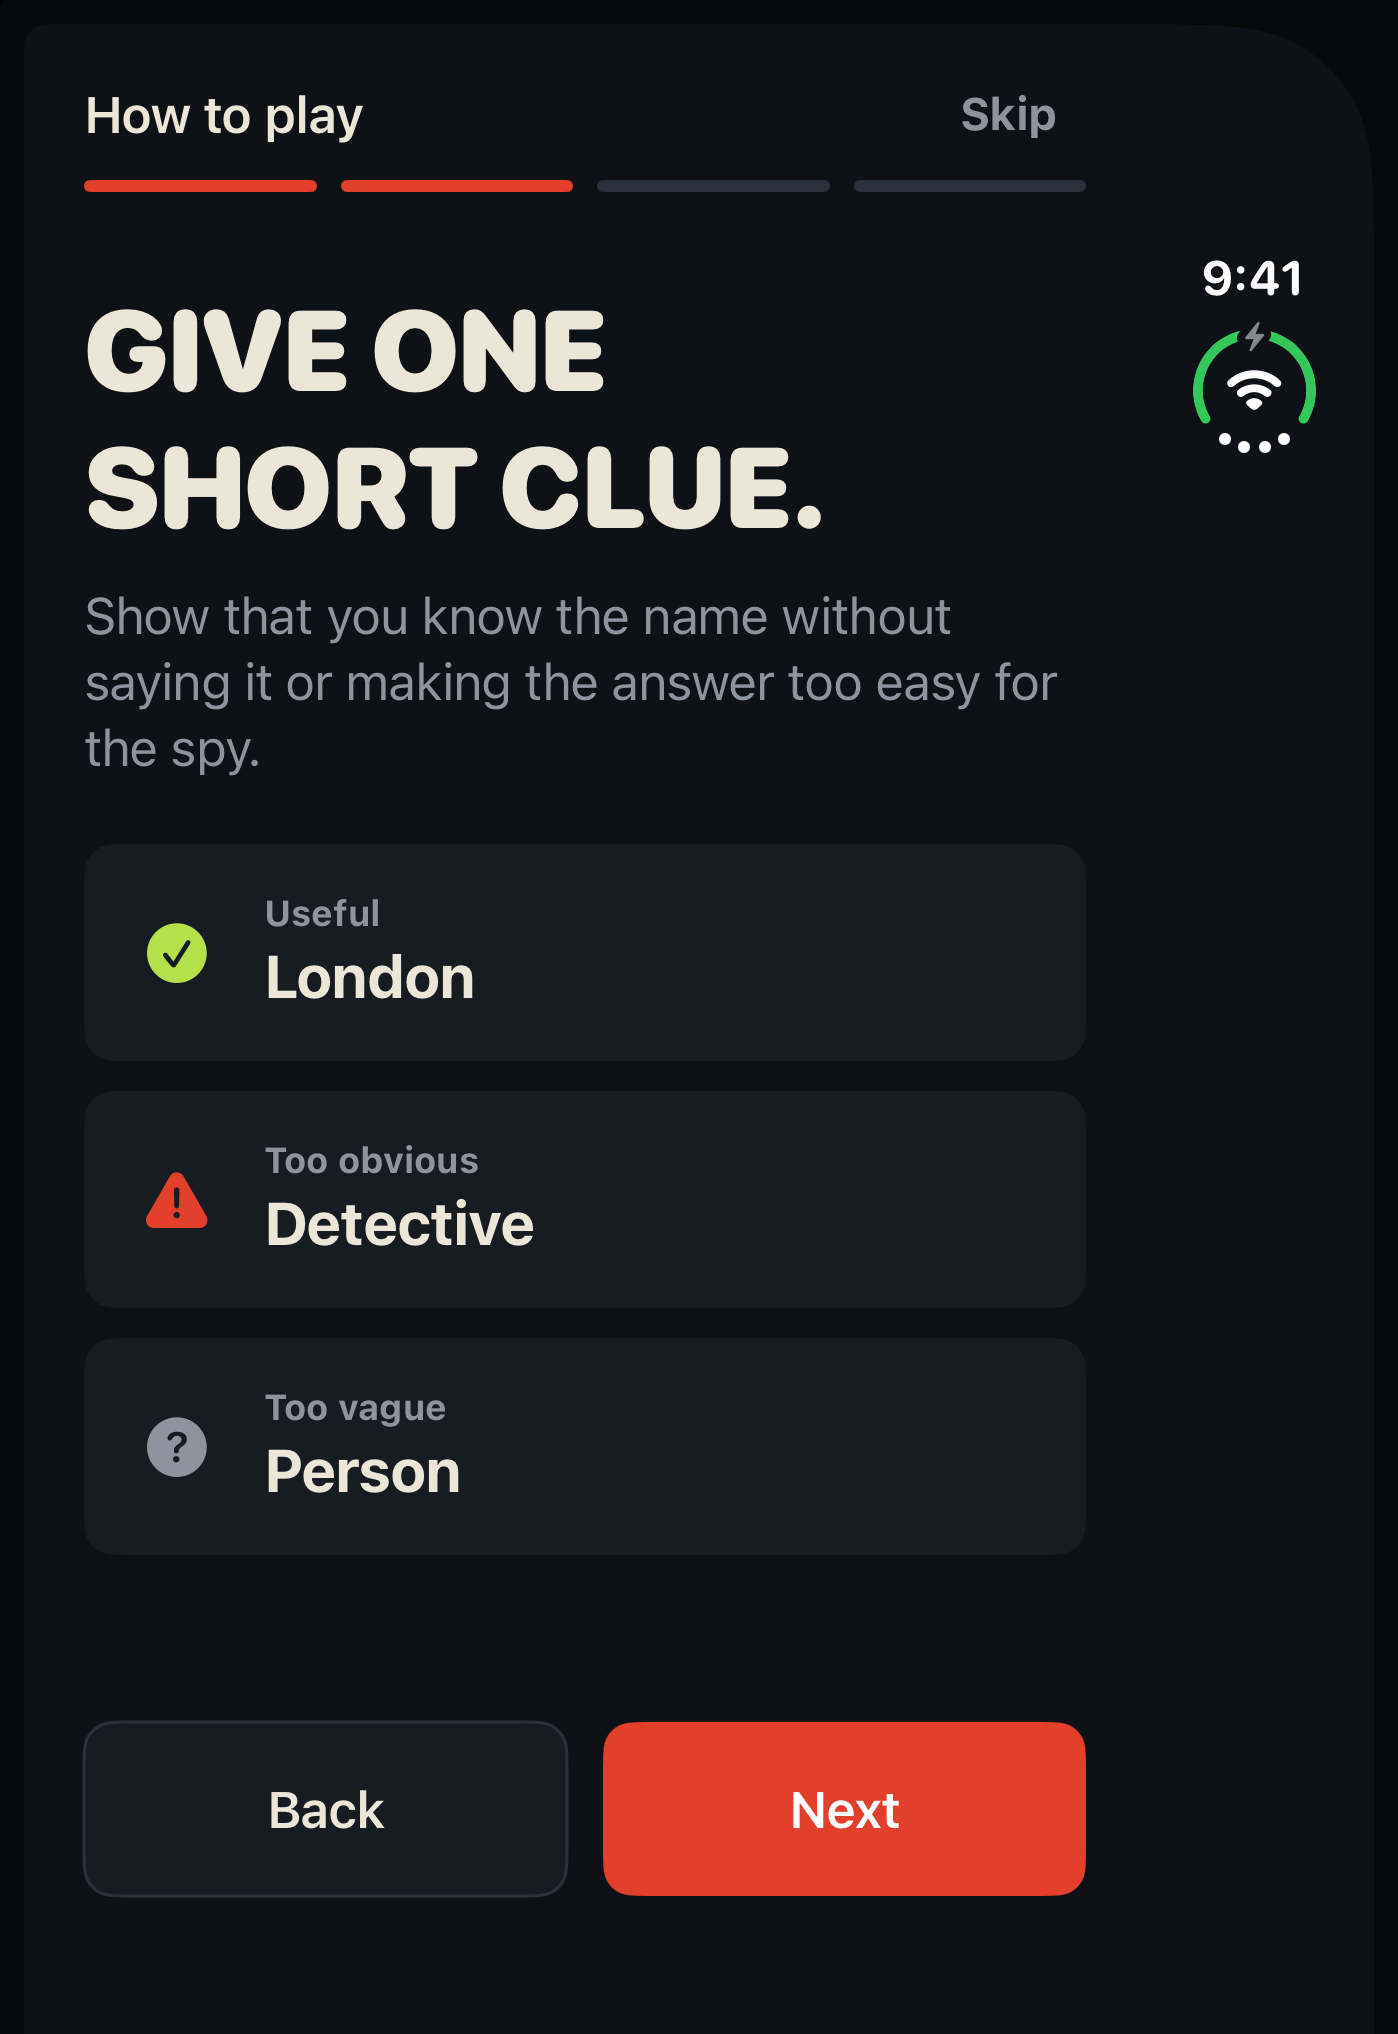 How to play
Skip
9:41
GIVE ONE
SHORT CLUE.
Show that you know the name without
saying it or making the answer too easy for
the spy.
Useful
London
Too obvious
Detective
Too vague
Person
Back
Next